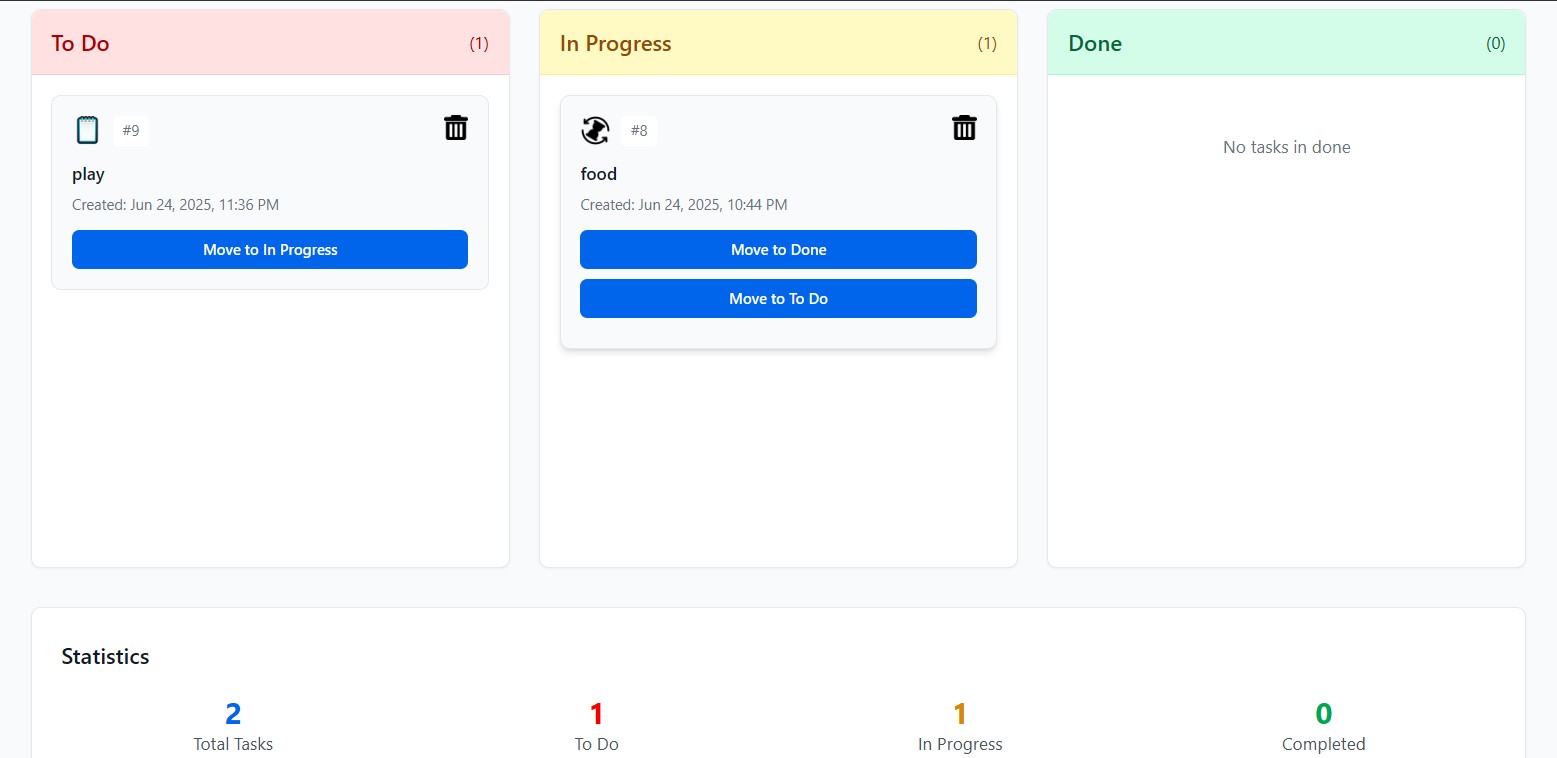 To Do (1)
#9
play
Created: Jun 24, 2025, 11:36 PM
Move to In Progress
In Progress (1)
#8
food
Created: Jun 24, 2025, 10:44 PM
Move to Done
Move to To Do
Done (0)
No tasks in done
Statistics
2
Total Tasks
1
To Do
1
In Progress
0
Completed